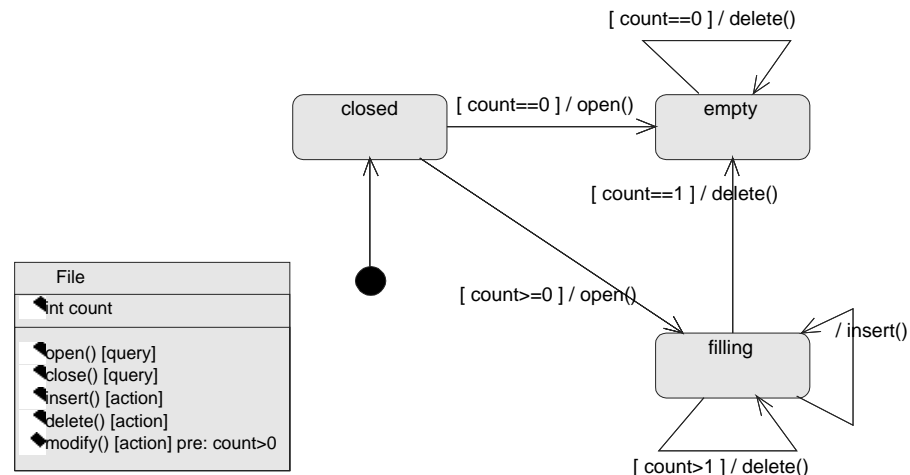 [ count==0 ] / delete()
closed
[ count==0 ] / open()
empty
[ count==1 ] / delete()
File
int count
[ count>=0 ] / open()
/ insert()
filling
open() [query]
close() [query]
insert() [action]
delete() [action]
modify() [action] pre: count>0
[ count>1 ] / delete()